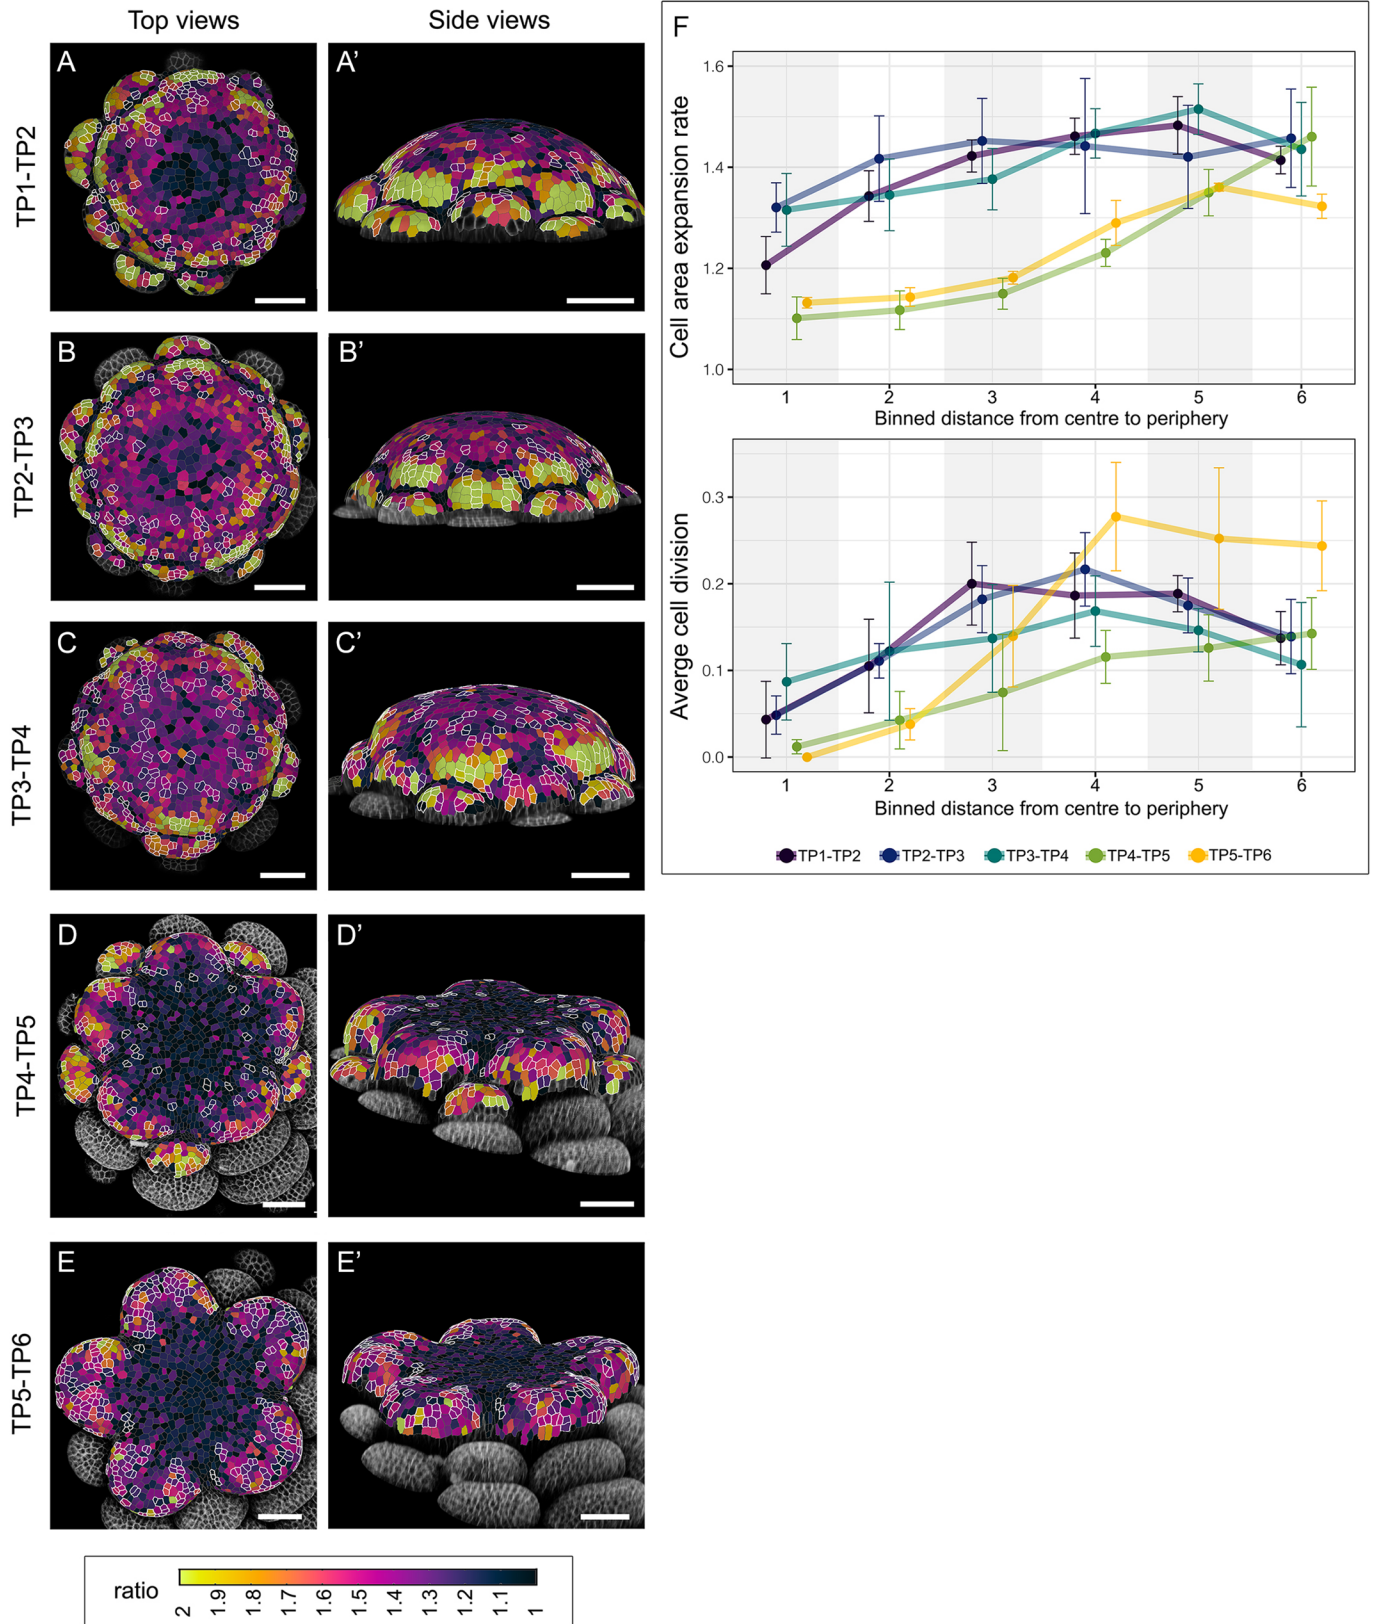 Top views
Side views
TP1-TP2
A
A’
TP2-TP3
B
B’
TP3-TP4
C
C’
TP4-TP5
D
D’
TP5-TP6
E
E’
ratio
2
1.9
1.8
1.7
1.6
1.5
1.4
1.3
1.2
1.1
1
F
Cell area expansion rate
1.6
1.4
1.2
1.0
1 2 3 4 5 6
Binned distance from centre to periphery
Averge cell division
0.3
0.2
0.1
0.0
1 2 3 4 5 6
Binned distance from centre to periphery
TP1-TP2 TP2-TP3 TP3-TP4 TP4-TP5 TP5-TP6